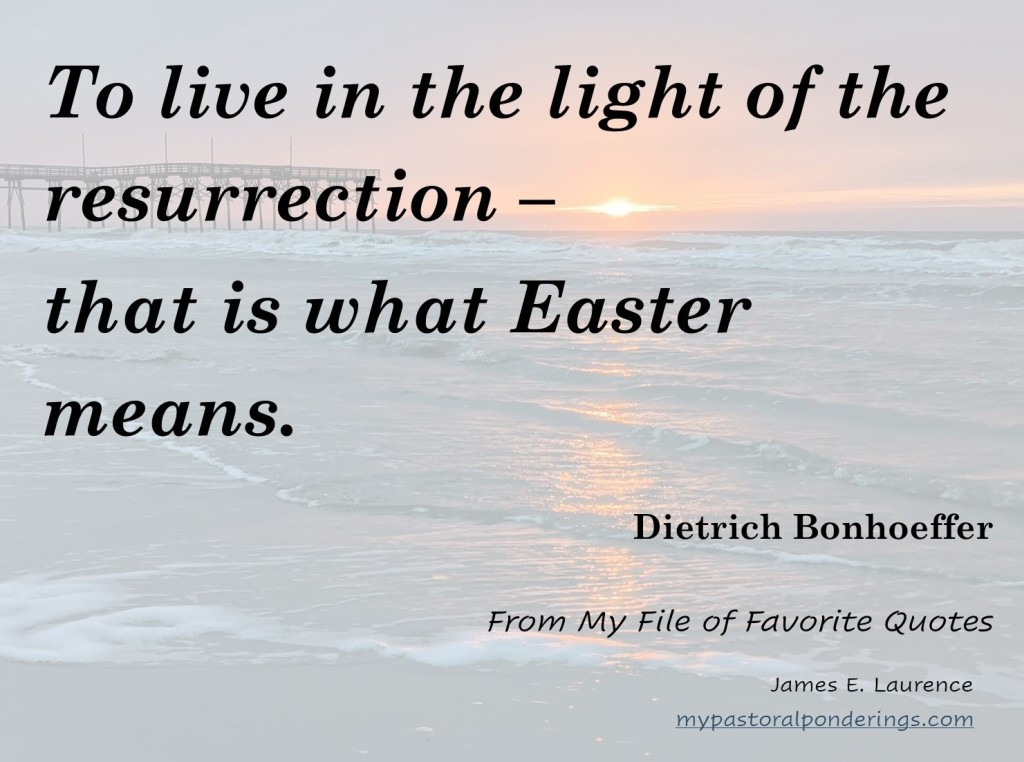 To live in the light of the
resurrection –
that is what Easter
means.
Dietrich Bonhoeffer
From My File of Favorite Quotes
James E. Laurence
mypastoralponderings.com